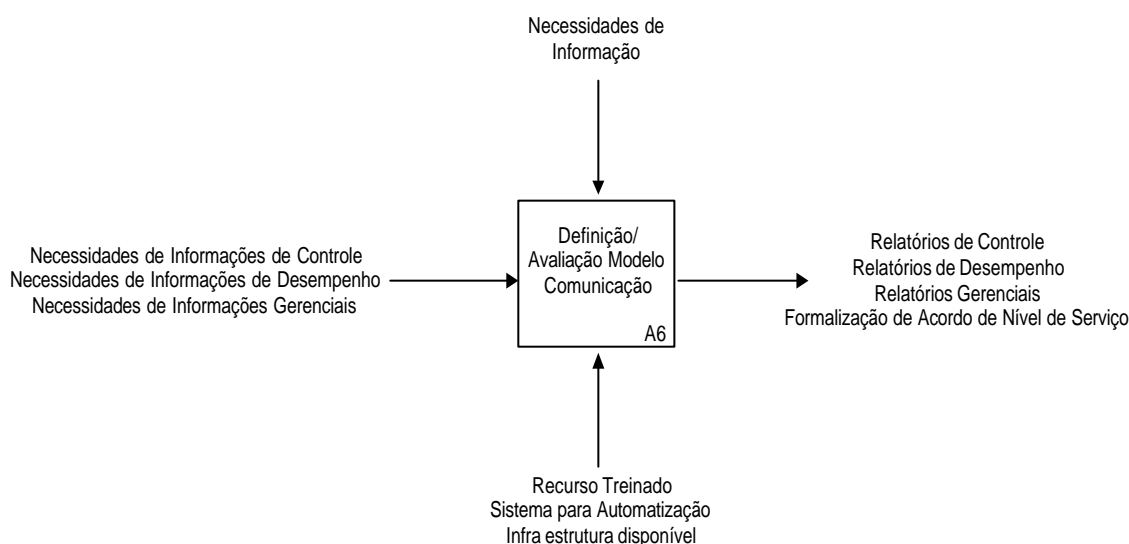 Necessidades de
Informação
Necessidades de Informações de Controle
Necessidades de Informações de Desempenho
Necessidades de Informações Gerenciais
Definição/
Avaliação Modelo
Comunicação
A6
Relatórios de Controle
Relatórios de Desempenho
Relatórios Gerenciais
Formalização de Acordo de Nível de Serviço
Recurso Treinado
Sistema para Automatização
Infra estrutura disponível